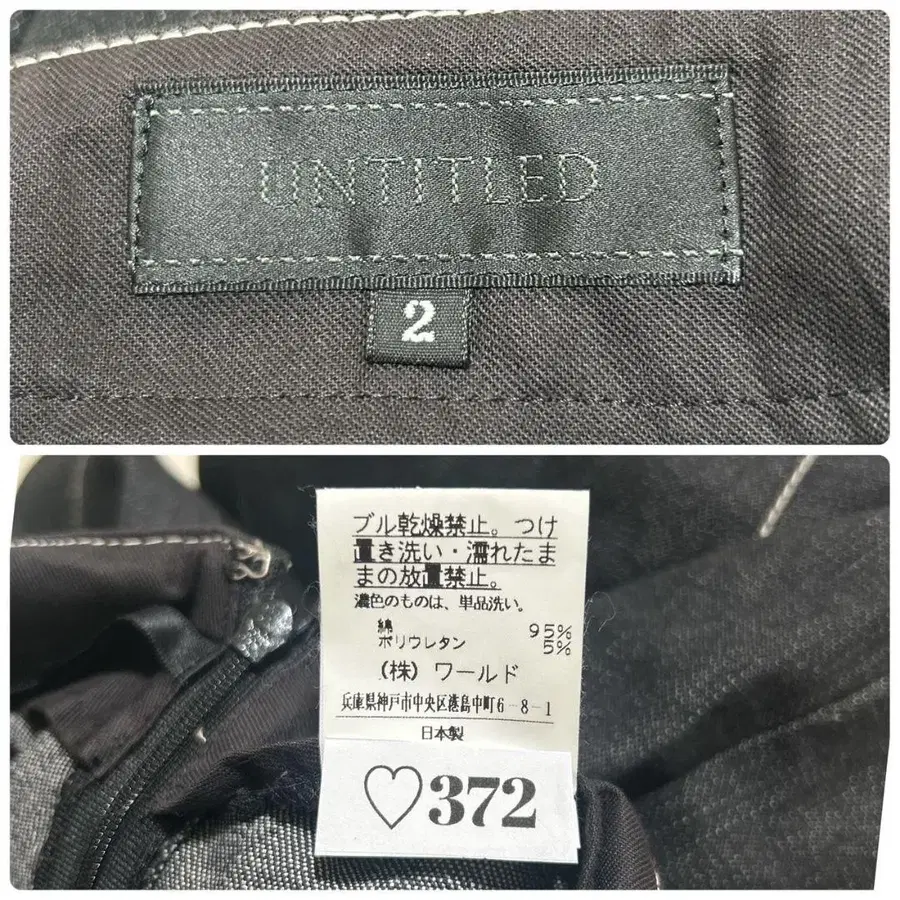 UNTITLED
2
ブル乾燥禁止。つけ
置き洗い・濡れたま
まの放置禁止。
濃色のものは、単品洗い。
綿 95%
ポリウレタン 5%
(株) ワールド
兵庫県神戸市中央区港島中町6-8-1
日本製
♡372